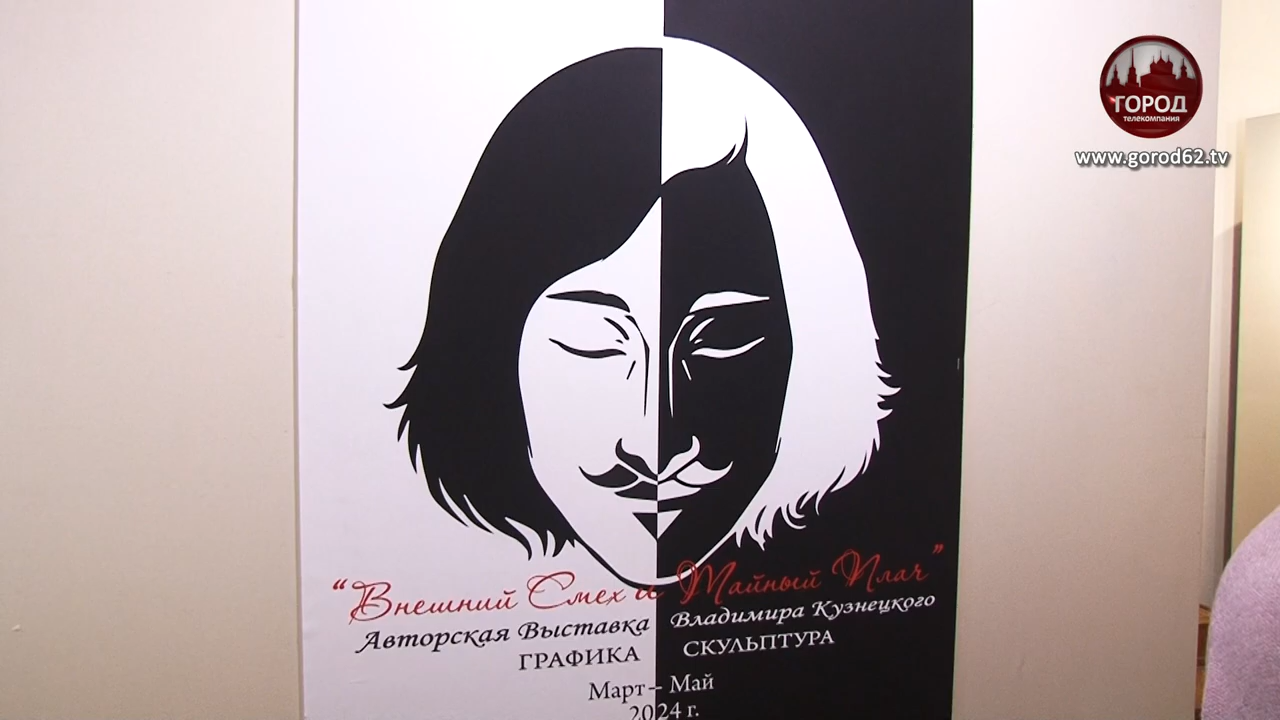 ГОРОД
телекомпания
www.gorod62.tv
“Внешний Смех и Тайный Плач”
Авторская Выставка Владимира Кузнецкого
ГРАФИКА СКУЛЬПТУРА
Март – Май
2024 г.